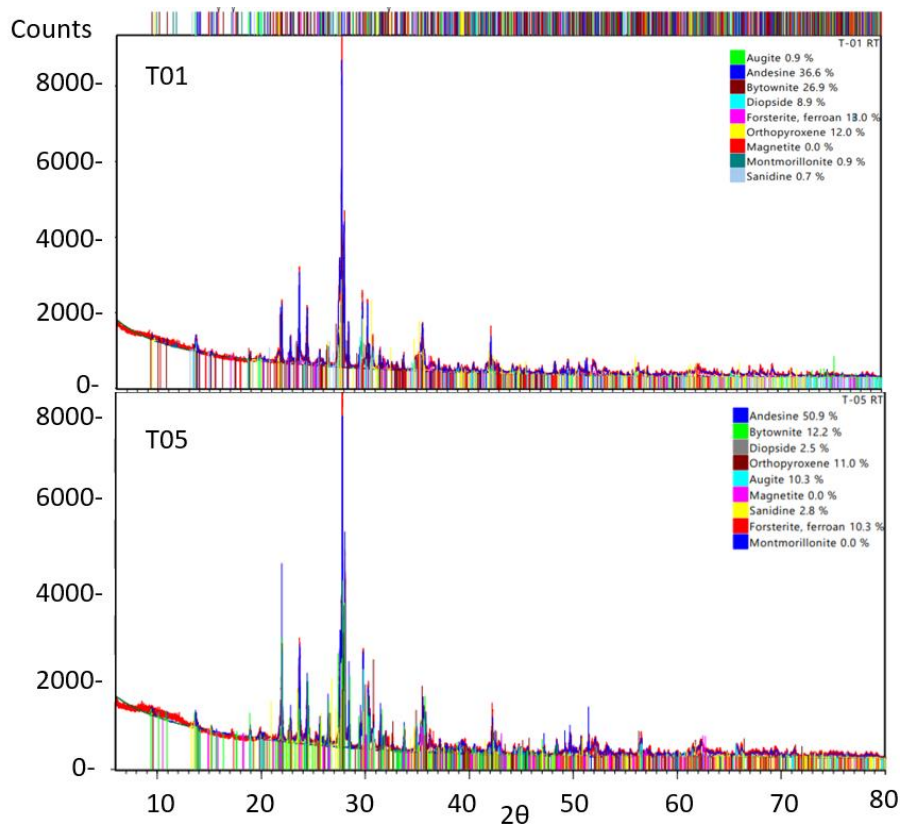 Counts
T-01 RT
T01
8000-
6000-
4000-
2000-
0-
Augite 0.9 %
Andesine 36.6 %
Bytownite 26.9 %
Diopside 8.9 %
Forsterite, ferroan 13.0 %
Orthopyroxene 12.0 %
Magnetite 0.0 %
Montmorillonite 0.9 %
Sanidine 0.7 %
T-05 RT
T05
8000-
6000-
4000-
2000-
0-
Andesine 50.9 %
Bytownite 12.2 %
Diopside 2.5 %
Orthopyroxene 11.0 %
Augite 10.3 %
Magnetite 0.0 %
Sanidine 2.8 %
Forsterite, ferroan 10.3 %
Montmorillonite 0.0 %
10 20 30 40 50 60 70 80
2θ